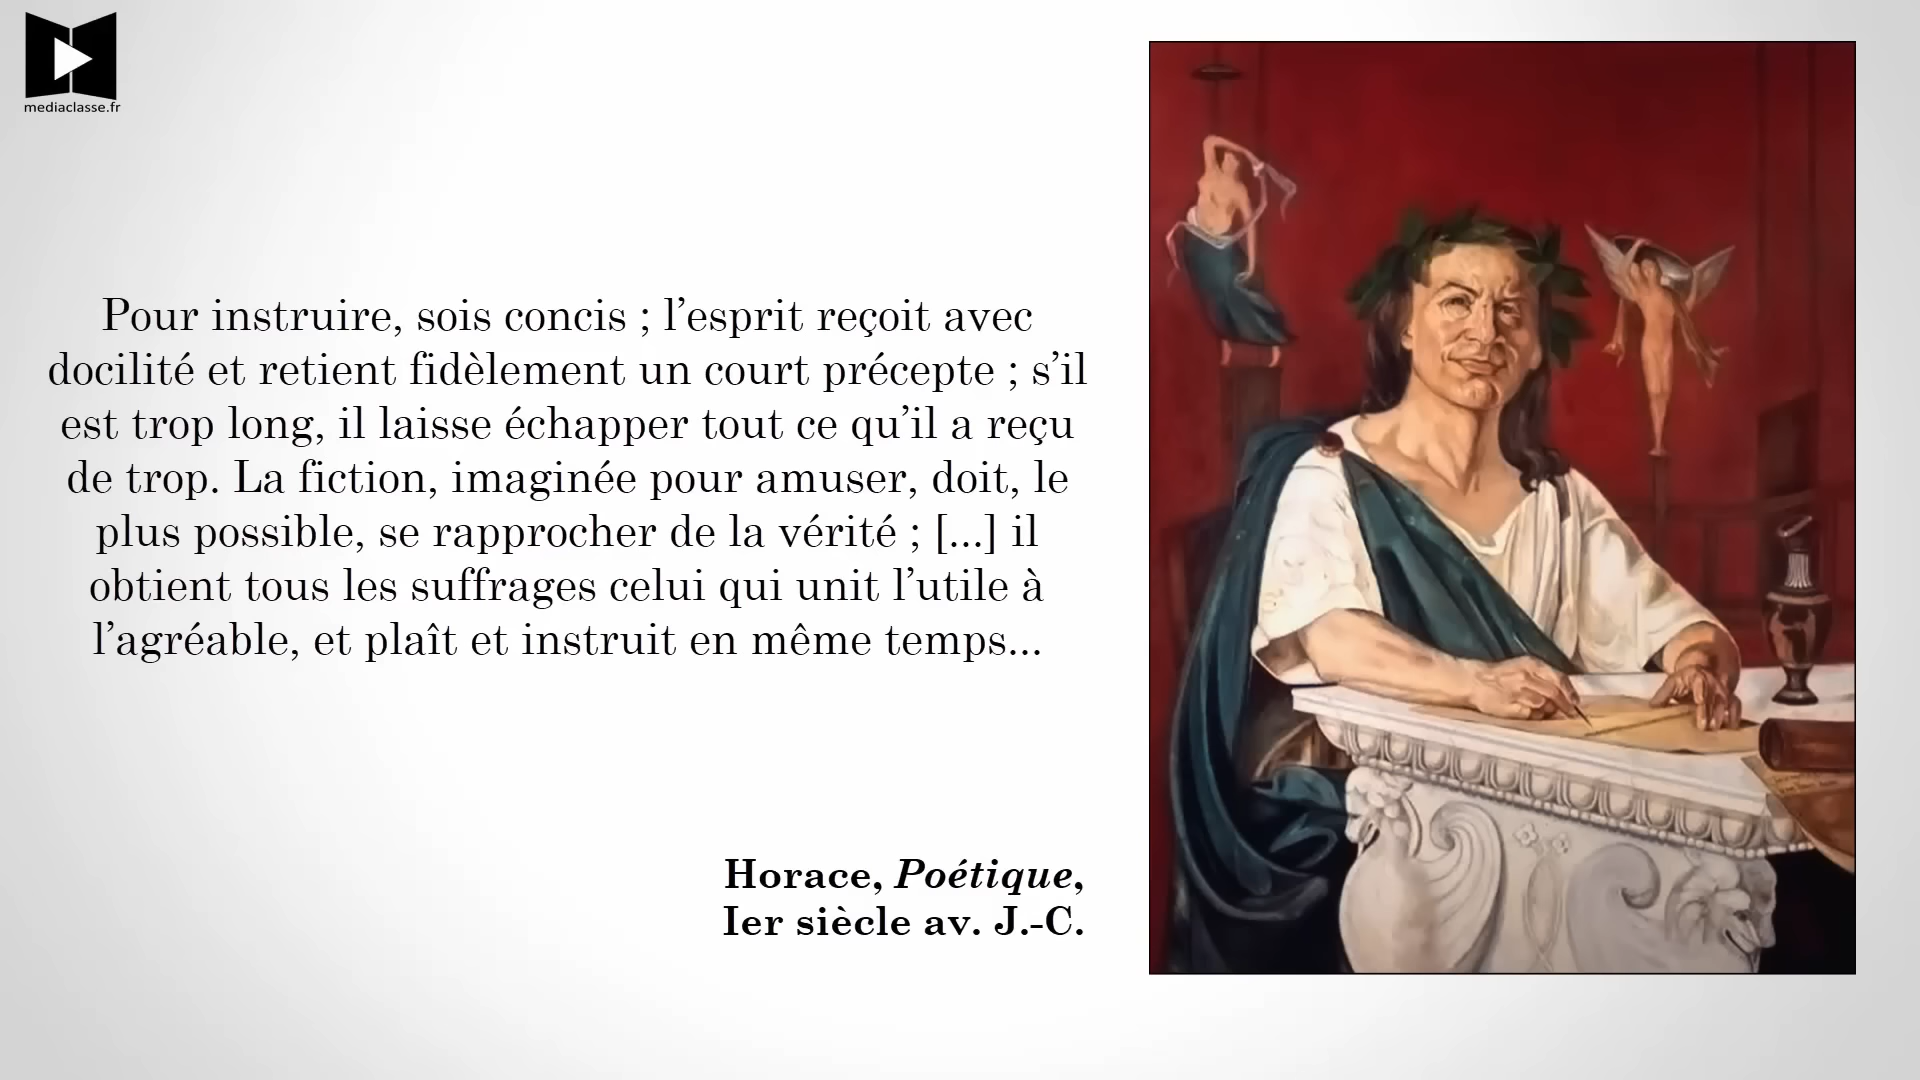 mediaclasse.fr
Pour instruire, sois concis ; l’esprit reçoit avec
docilité et retient fidèlement un court précepte ; s’il
est trop long, il laisse échapper tout ce qu’il a reçu
de trop. La fiction, imaginée pour amuser, doit, le
plus possible, se rapprocher de la vérité ; [...] il
obtient tous les suffrages celui qui unit l’utile à
l’agréable, et plaît et instruit en même temps...
Horace, Poétique,
Ier siècle av. J.-C.